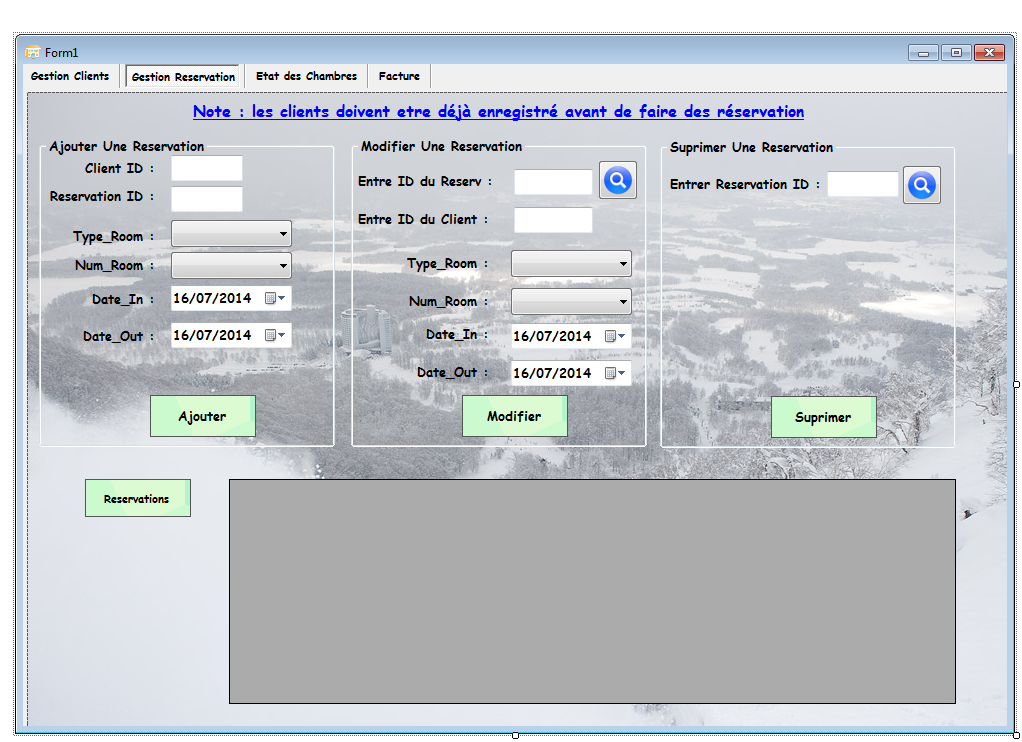 Form1
Gestion Clients Gestion Reservation Etat des Chambres Facture
Note : les clients doivent etre déjà enregistré avant de faire des réservation
Ajouter Une Reservation
Client ID :
Reservation ID :
Type_Room :
Num_Room :
Date_In : 16/07/2014
Date_Out : 16/07/2014
Ajouter
Modifier Une Reservation
Entre ID du Reserv :
Entre ID du Client :
Type_Room :
Num_Room :
Date_In : 16/07/2014
Date_Out : 16/07/2014
Modifier
Suprimer Une Reservation
Entrer Reservation ID :
Suprimer
Reservations